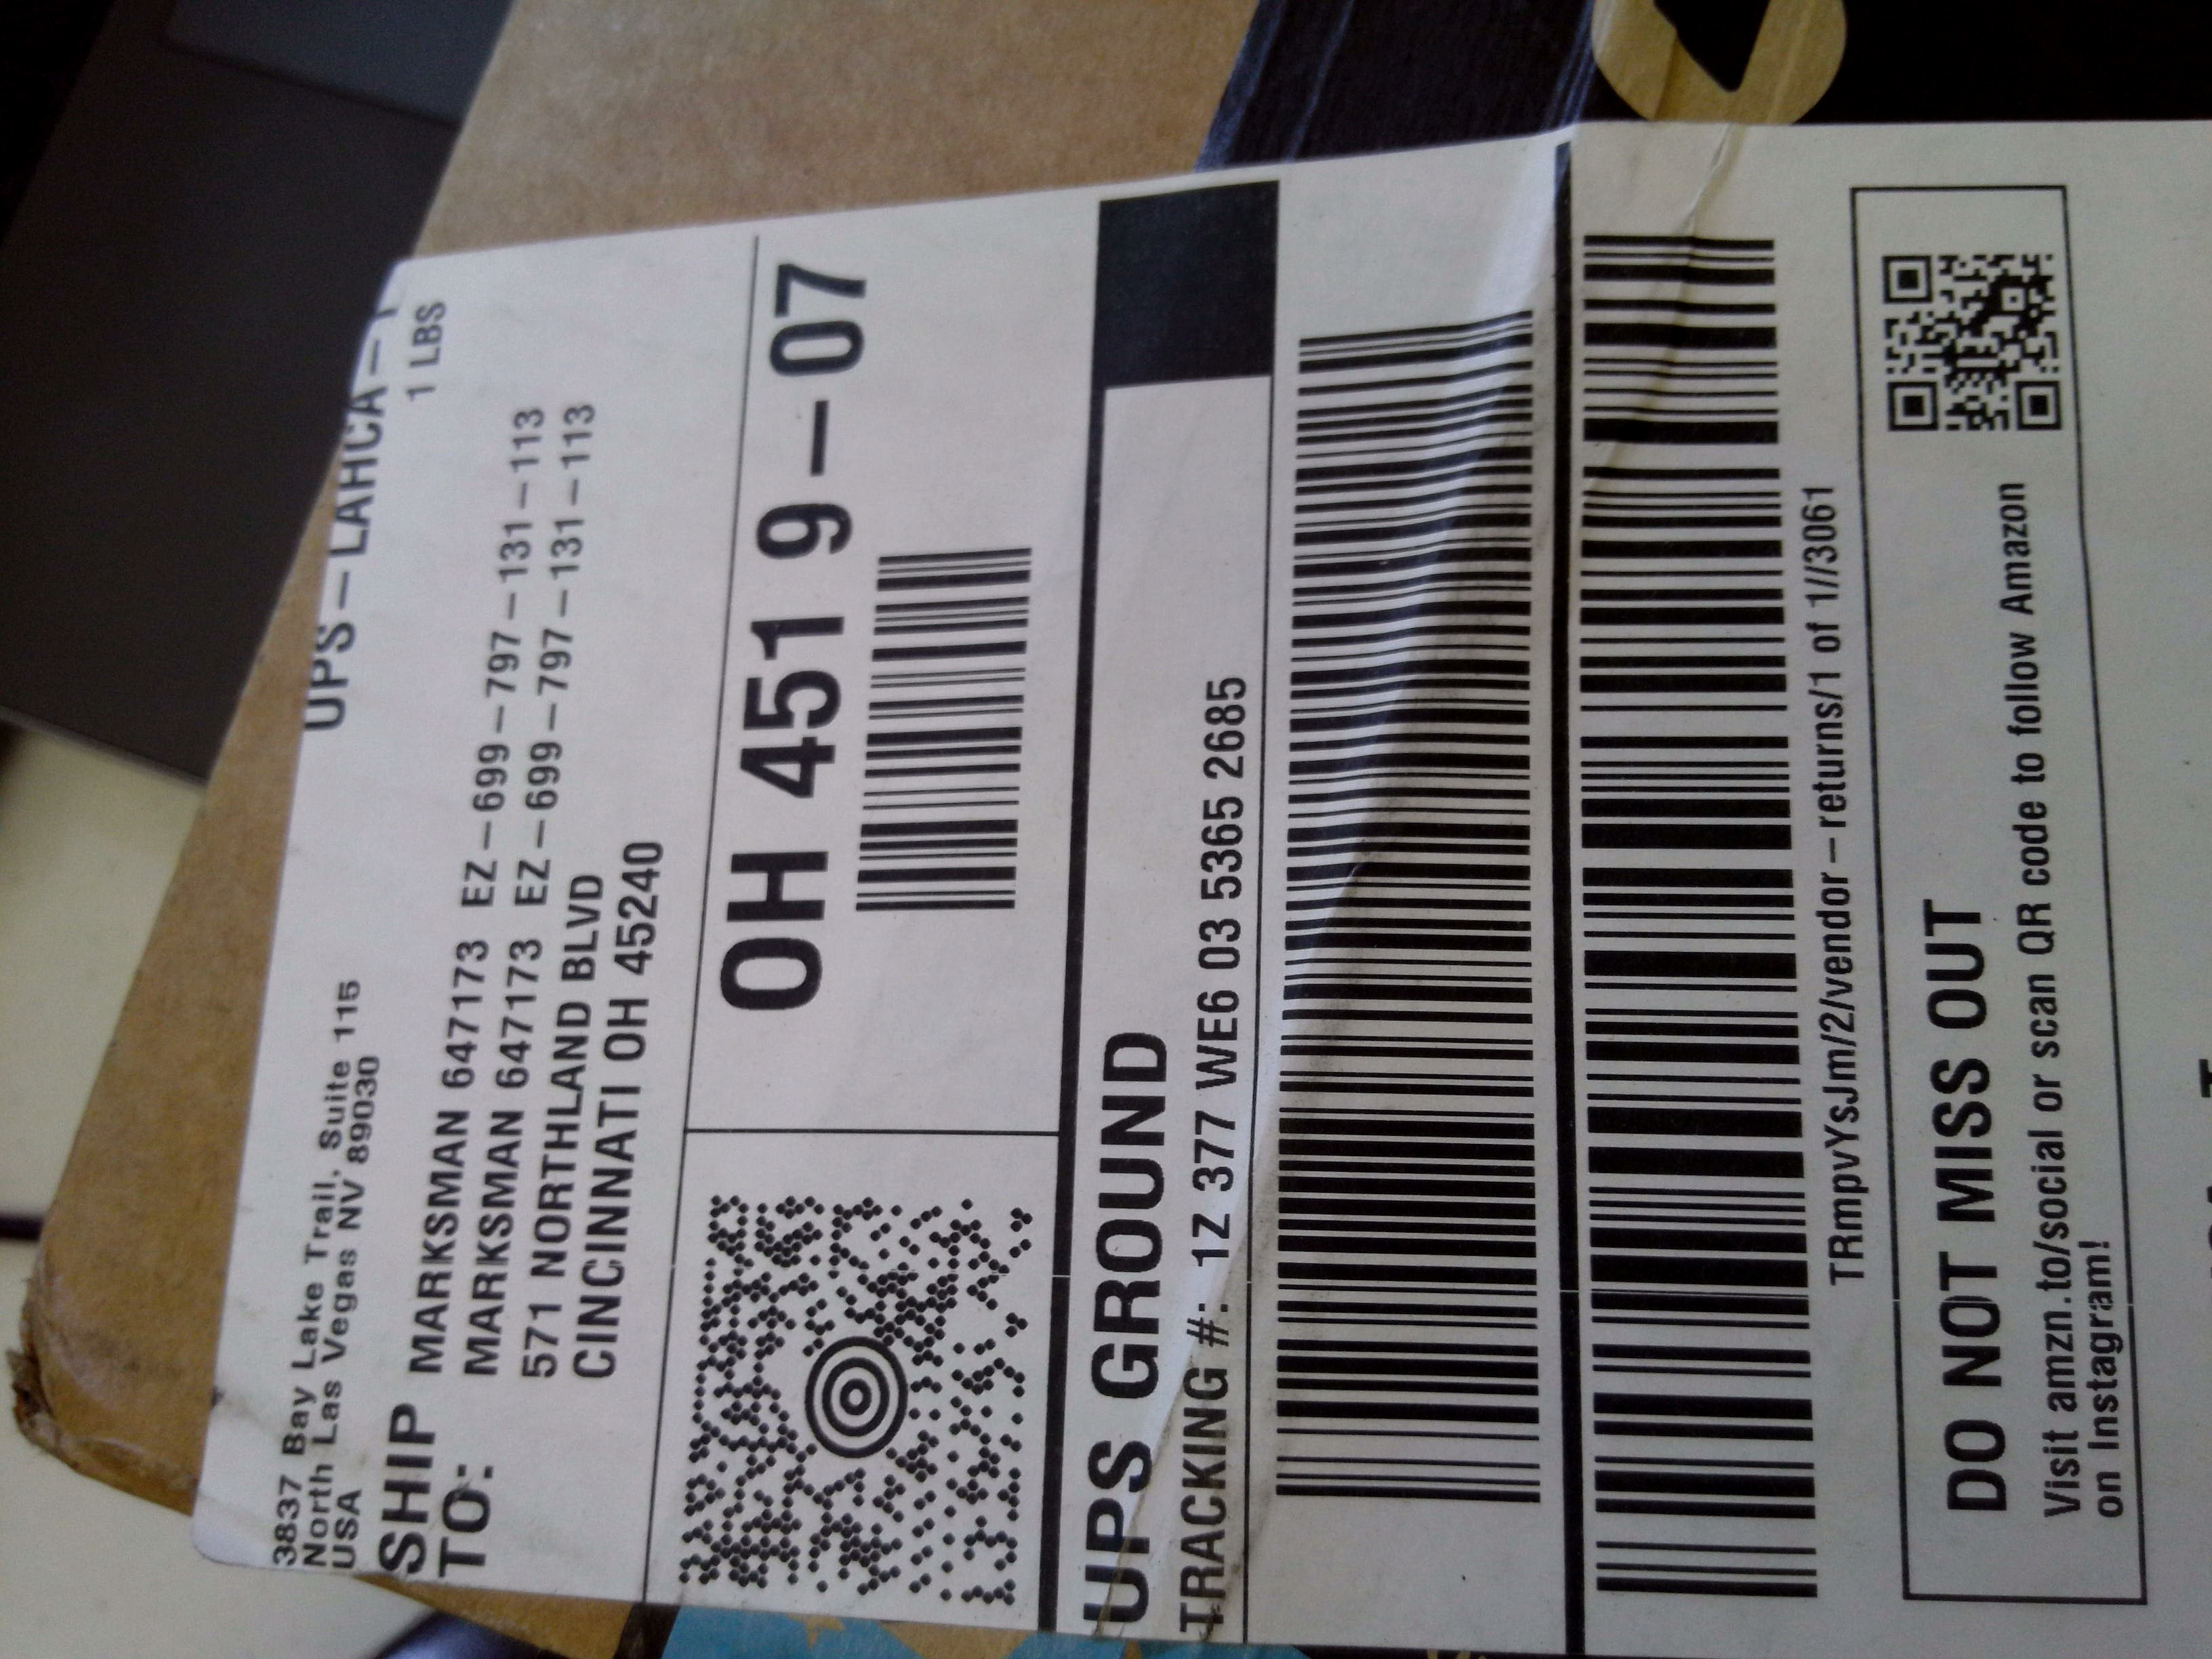 3837 Bay Lake Trail, Suite 115
North Las Vegas NV 89030
USA
UPS-LAHCA-T
1 LBS
SHIP
TO:
MARKSMAN 647173 EZ-699-797-131-113
MARKSMAN 647173 EZ-699-797-131-113
571 NORTHLAND BLVD
CINCINNATI OH 45240
OH 451 9-07
UPS GROUND
TRACKING #: 1Z 377 WE6 03 5365 2685
TRmpvYsJm/2/vendor-returns/1 of 1//3061
DO NOT MISS OUT
Visit amzn.to/social or scan QR code to follow Amazon
on Instagram!